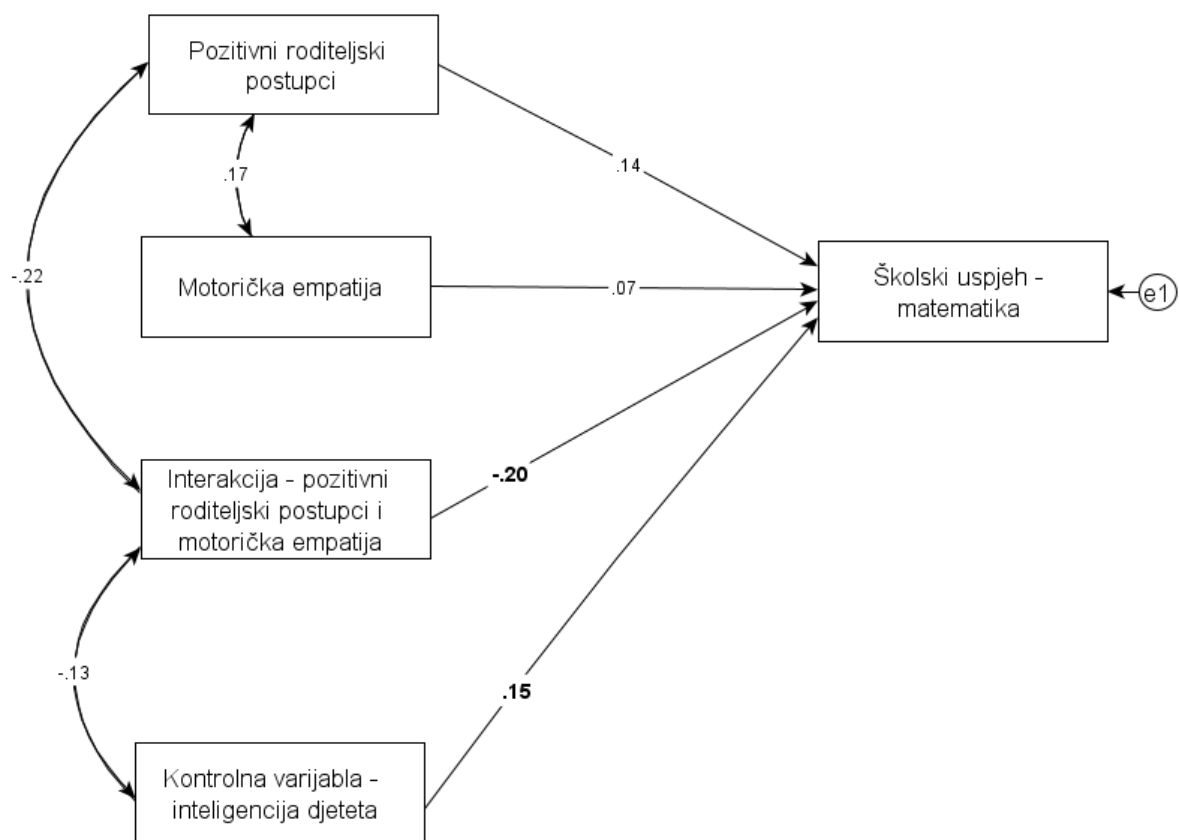 Pozitivni roditeljski
postupci
.17
.14
-.22
Motorička empatija
.07
Školski uspjeh -
matematika
e1
Interakcija - pozitivni
roditeljski postupci i
motorička empatija
-.20
-.13
.15
Kontrolna varijabla -
inteligencija djeteta